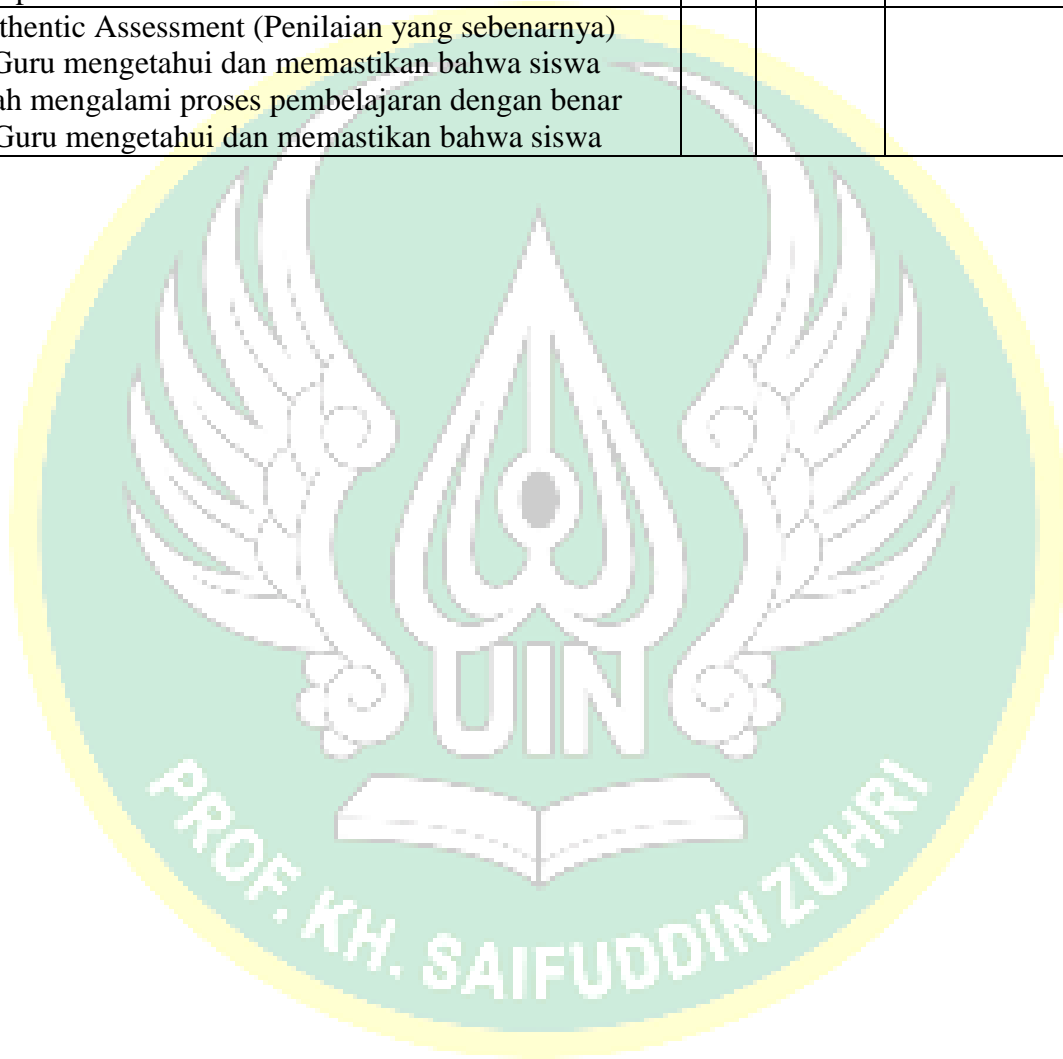 thentic Assessment (Penilaian yang sebenarnya)
Guru mengetahui dan memastikan bahwa siswa
ah mengalami proses pembelajaran dengan benar
Guru mengetahui dan memastikan bahwa siswa
UIN
PROF. KH. SAIFUDDIN ZUHRI